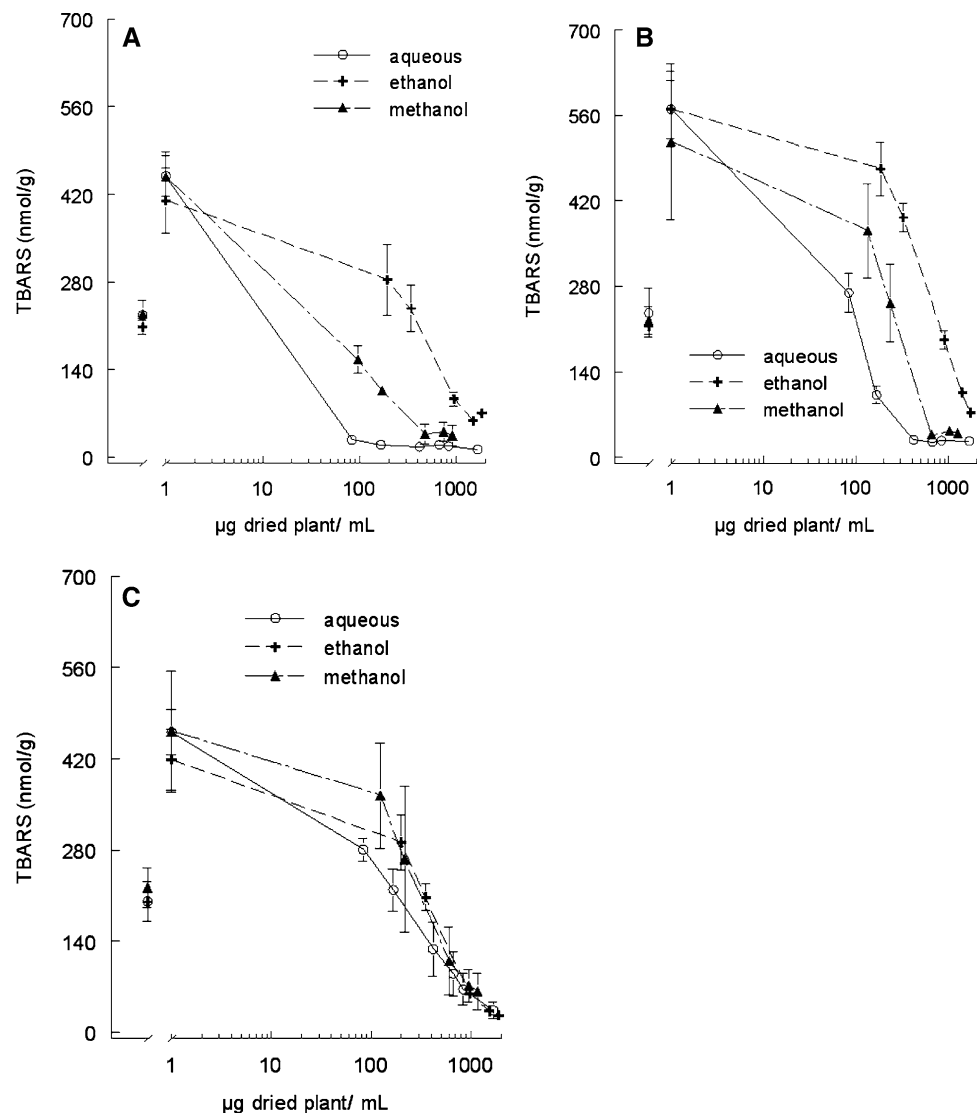 A
700
560
420
280
140
0
TBARS (nmol/g)
aqueous
ethanol
methanol
1 10 100 1000
µg dried plant/ mL
B
700
560
420
280
140
0
TBARS (nmol/g)
aqueous
ethanol
methanol
1 10 100 1000
µg dried plant/ mL
C
700
560
420
280
140
0
TBARS (nmol/g)
aqueous
ethanol
methanol
1 10 100 1000
µg dried plant/ mL